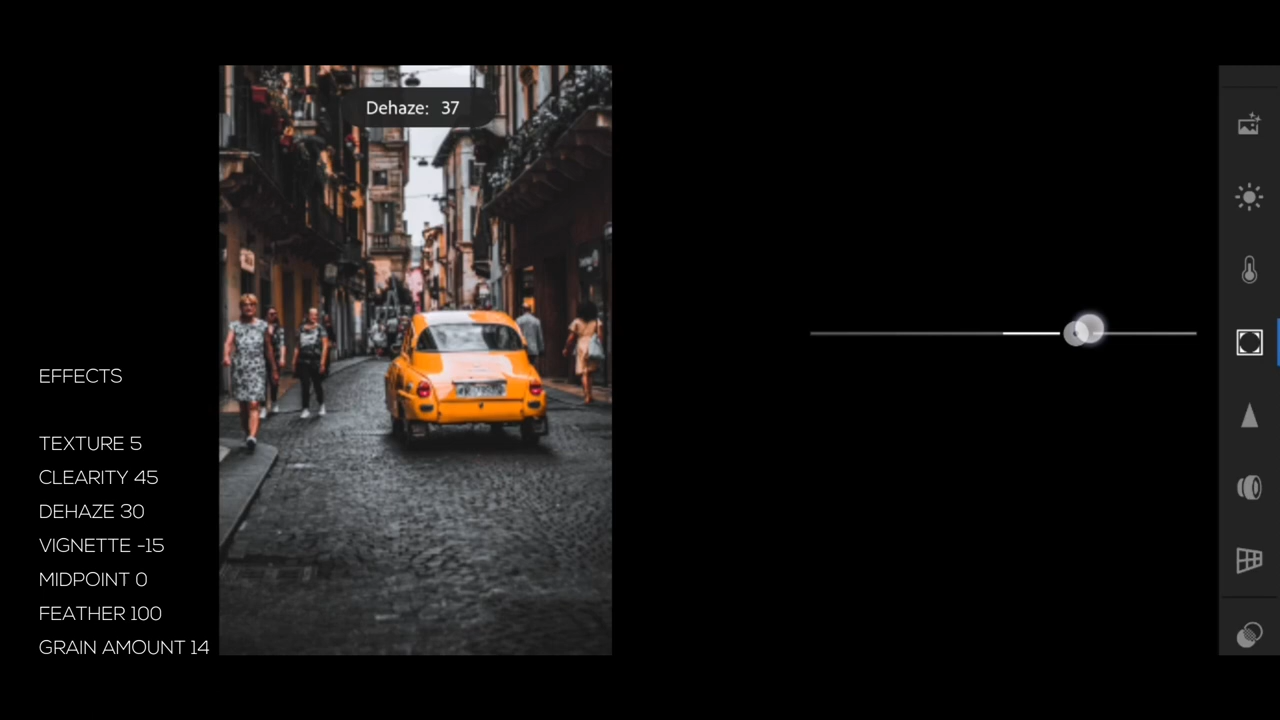 Dehaze: 37
EFFECTS
TEXTURE 5
CLEARITY 45
DEHAZE 30
VIGNETTE -15
MIDPOINT 0
FEATHER 100
GRAIN AMOUNT 14